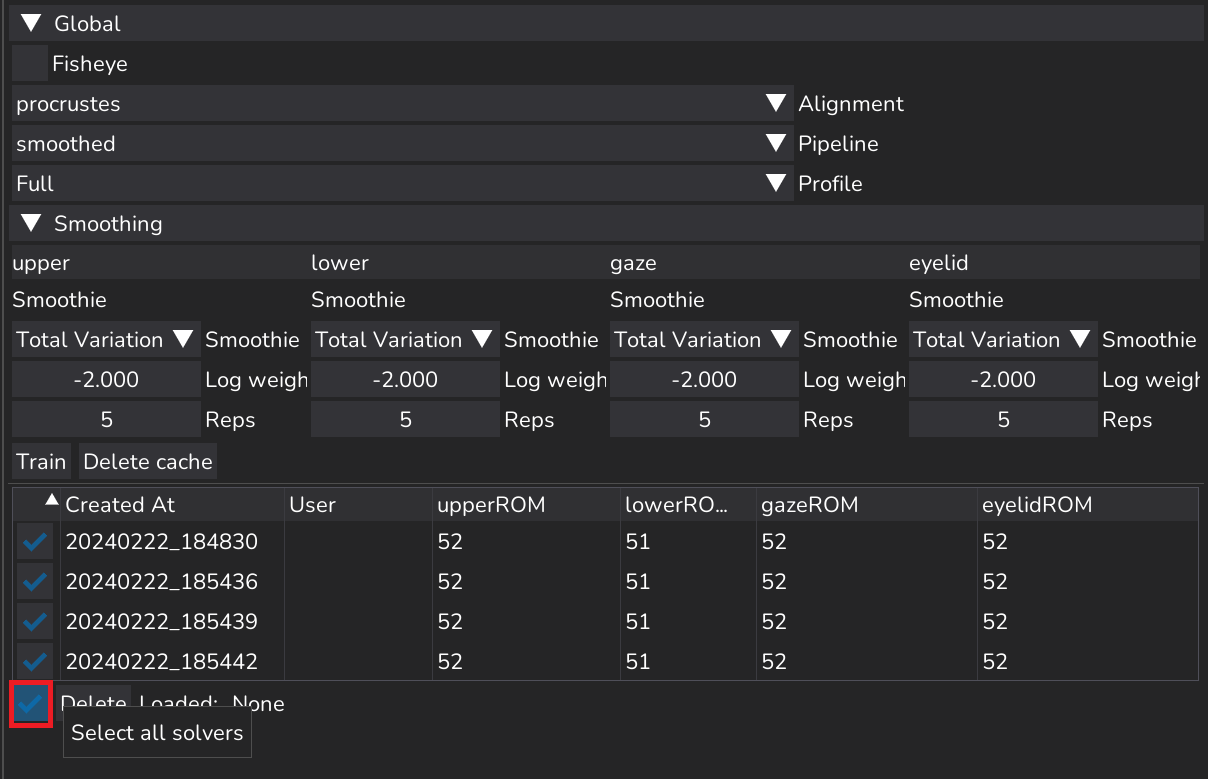 Global
Fisheye
procrustes Alignment
smoothed Pipeline
Full Profile
Smoothing
upper lower gaze eyelid
Smoothie Smoothie Smoothie Smoothie
Total Variation Smoothie Total Variation Smoothie Total Variation Smoothie Total Variation Smoothie
-2.000 Log weigh -2.000 Log weigh -2.000 Log weigh -2.000 Log weigh
5 Reps 5 Reps 5 Reps 5 Reps
Train Delete cache
Created At User upperROM lowerRO... gazeROM eyelidROM
20240222_184830 52 51 52 52
20240222_185436 52 51 52 52
20240222_185439 52 51 52 52
20240222_185442 52 51 52 52
Delete Loaded: None
Select all solvers